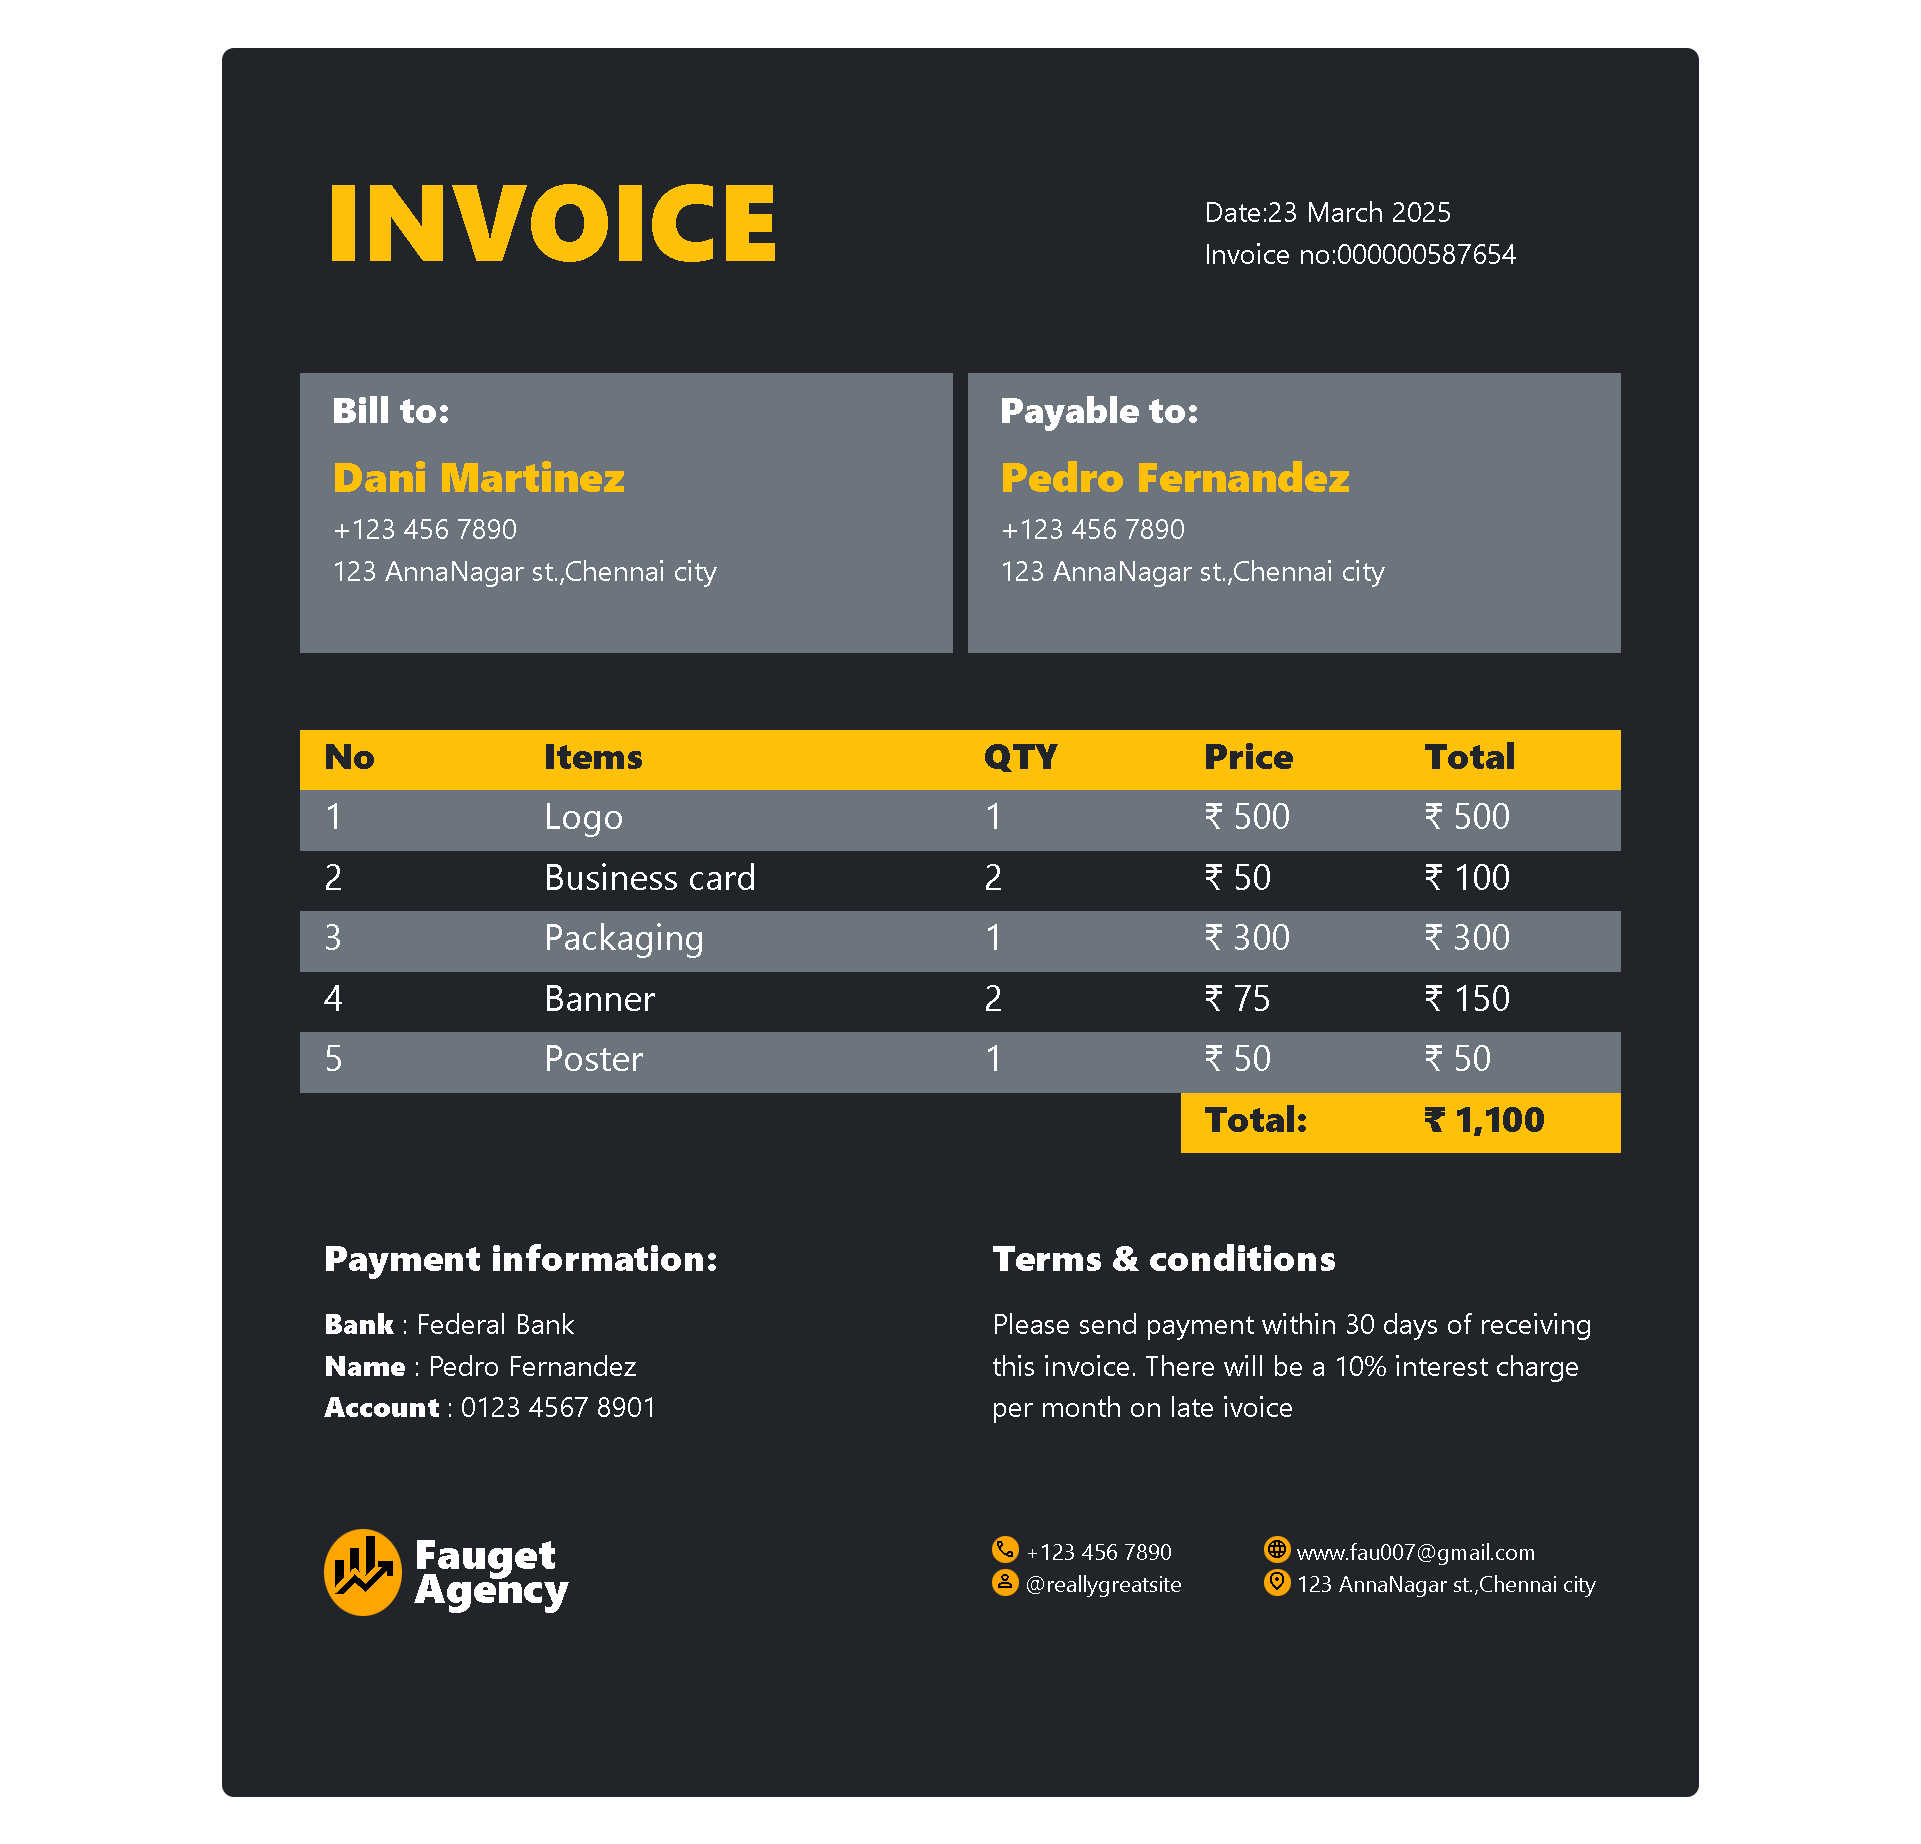 INVOICE
Date:23 March 2025
Invoice no:000000587654
Bill to:
Dani Martinez
+123 456 7890
123 AnnaNagar st.,Chennai city
Payable to:
Pedro Fernandez
+123 456 7890
123 AnnaNagar st.,Chennai city
No Items QTY Price Total
1 Logo 1 ₹ 500 ₹ 500
2 Business card 2 ₹ 50 ₹ 100
3 Packaging 1 ₹ 300 ₹ 300
4 Banner 2 ₹ 75 ₹ 150
5 Poster 1 ₹ 50 ₹ 50
Total: ₹ 1,100
Payment information:
Bank : Federal Bank
Name : Pedro Fernandez
Account : 0123 4567 8901
Terms & conditions
Please send payment within 30 days of receiving
this invoice. There will be a 10% interest charge
per month on late ivoice
Fauget
Agency
+123 456 7890
@reallygreatsite
www.fau007@gmail.com
123 AnnaNagar st.,Chennai city